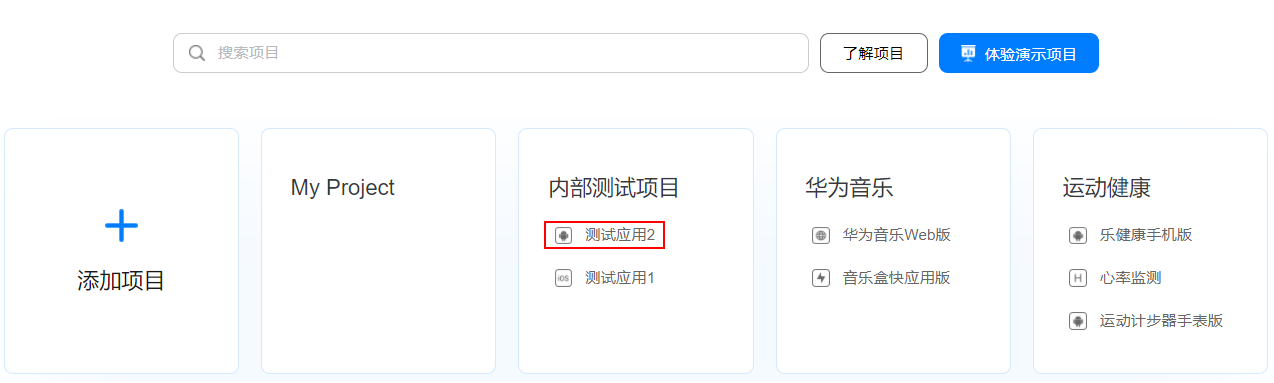 搜索项目
了解项目
体验演示项目
添加项目
My Project
内部测试项目
测试应用2
iOS
测试应用1
华为音乐
华为音乐Web版
音乐盒快应用版
运动健康
乐健康手机版
H
心率监测
运动计步器手表版